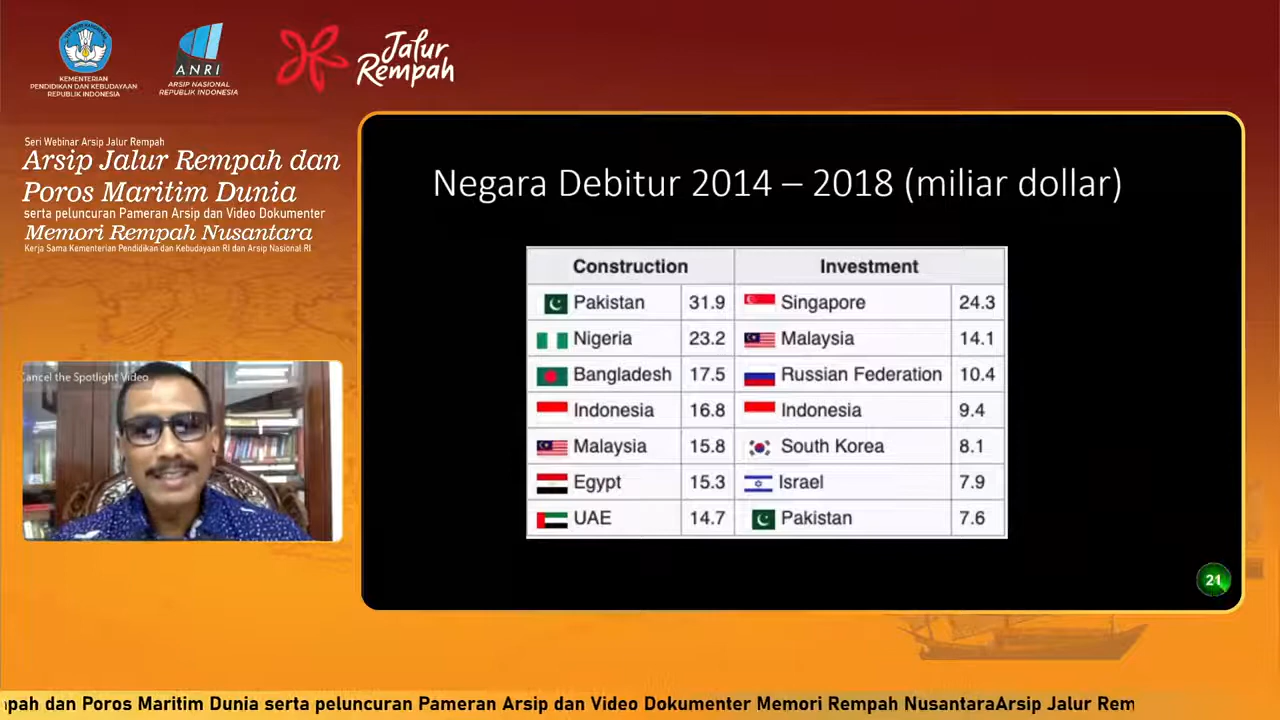 KEMENTERIAN
PENDIDIKAN DAN KEBUDAYAAN
REPUBLIK INDONESIA
ANRI
ARSIP NASIONAL
REPUBLIK INDONESIA
Jalur
Rempah
Seri Webinar Arsip Jalur Rempah
Arsip Jalur Rempah dan
Poros Maritim Dunia
serta peluncuran Pameran Arsip dan Video Dokumenter
Memori Rempah Nusantara
Kerja Sama Kementerian Pendidikan dan Kebudayaan RI dan Arsip Nasional RI
Cancel the Spotlight Video
Negara Debitur 2014 – 2018 (miliar dollar)
Construction Investment
Pakistan 31.9 Singapore 24.3
Nigeria 23.2 Malaysia 14.1
Bangladesh 17.5 Russian Federation 10.4
Indonesia 16.8 Indonesia 9.4
Malaysia 15.8 South Korea 8.1
Egypt 15.3 Israel 7.9
UAE 14.7 Pakistan 7.6
21
mpah dan Poros Maritim Dunia serta peluncuran Pameran Arsip dan Video Dokumenter Memori Rempah NusantaraArsip Jalur Rem